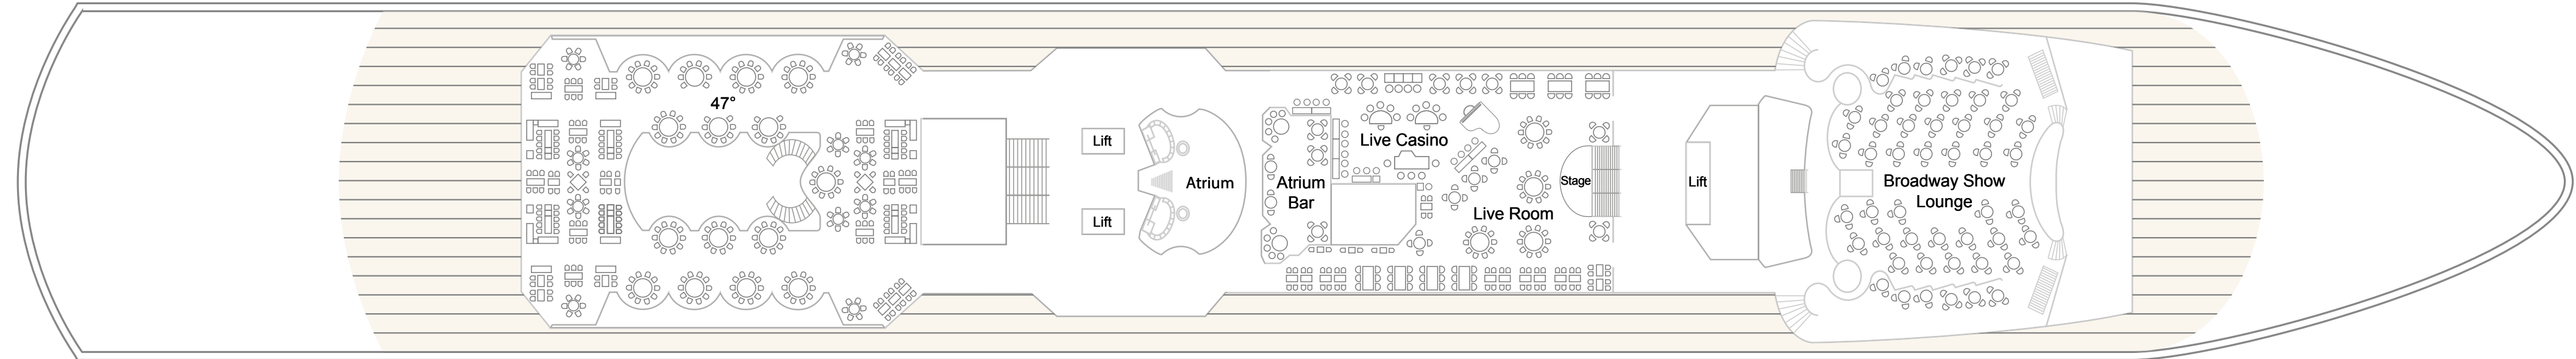 47°
Lift
Lift
Atrium
Atrium
Bar
Live Casino
Live Room
Stage
Lift
Broadway Show
Lounge